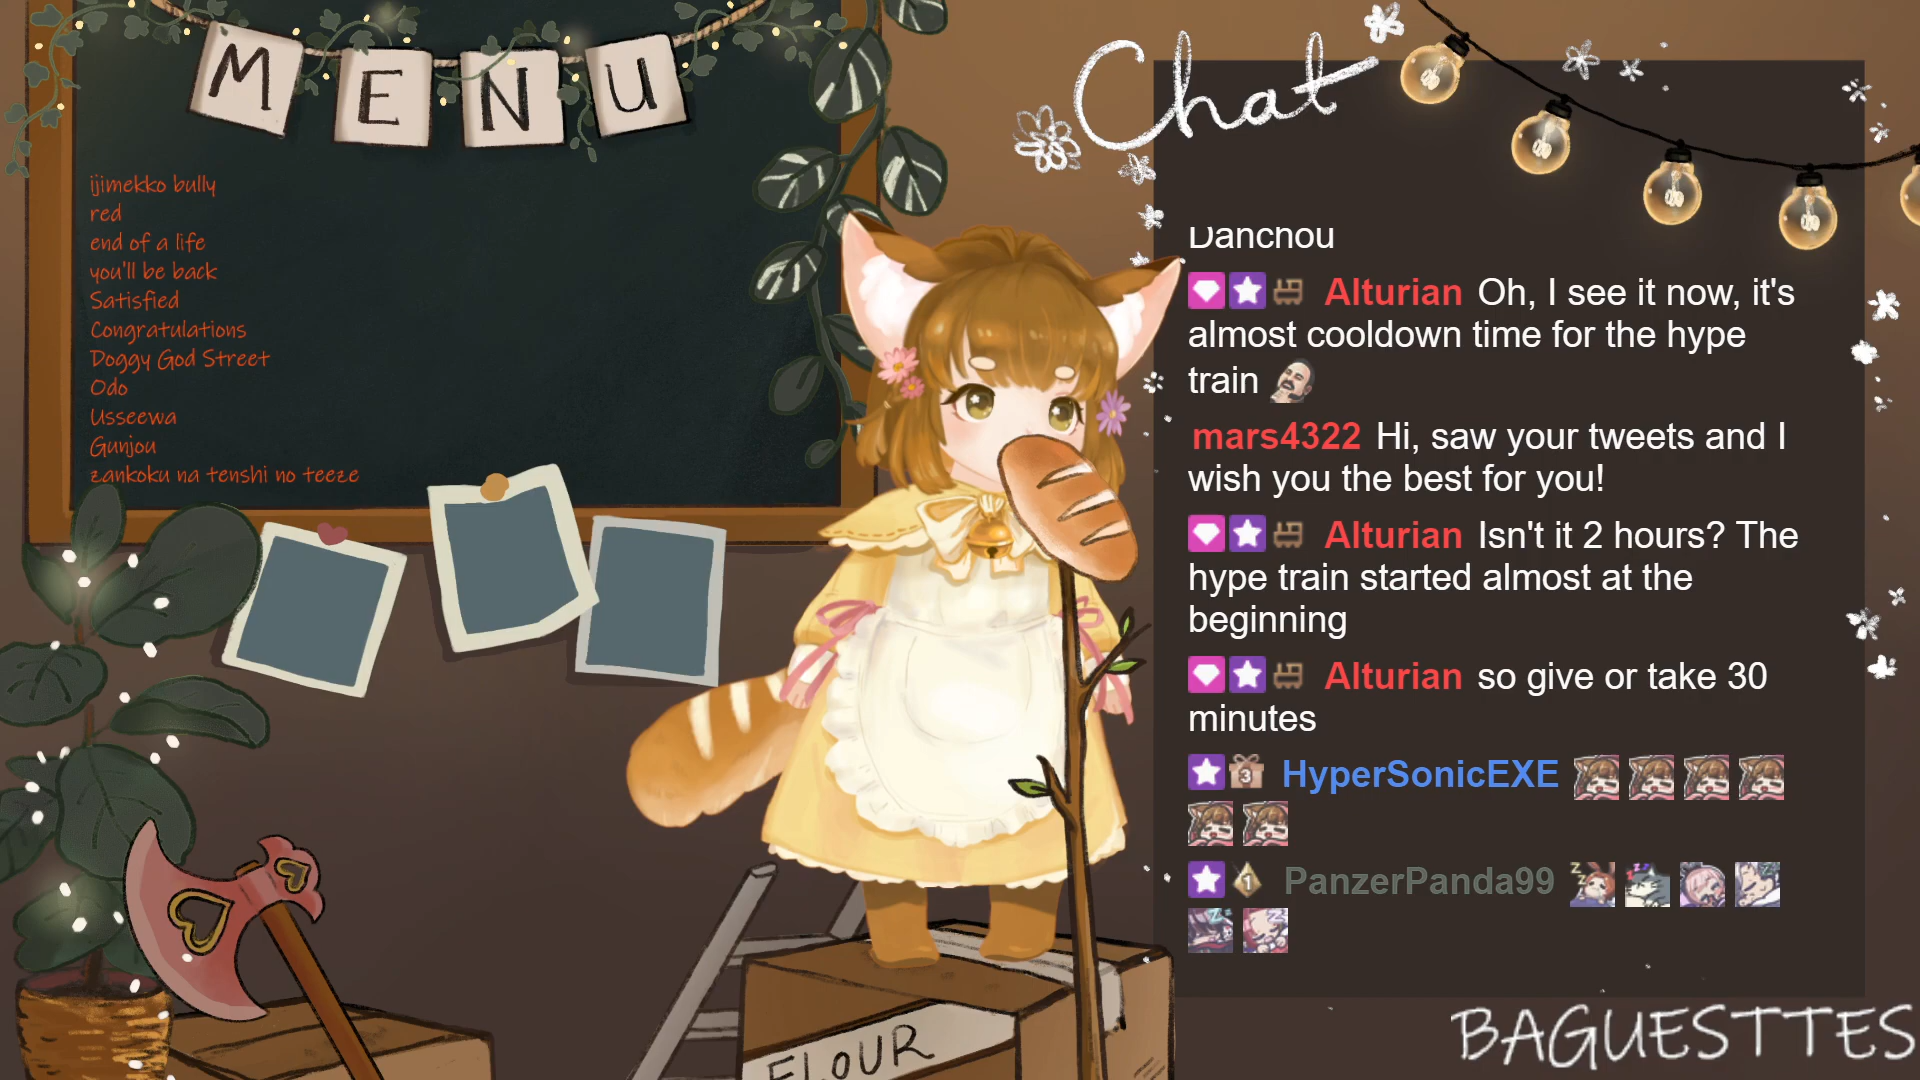 MENU
ijimekko bully
red
end of a life
you'll be back
Satisfied
Congratulations
Doggy God Street
Odo
Usseewa
Gunjou
zankoku na tenshi no teeze
Chat
Danchou
Alturian Oh, I see it now, it's
almost cooldown time for the hype
train
mars4322 Hi, saw your tweets and I
wish you the best for you!
Alturian Isn't it 2 hours? The
hype train started almost at the
beginning
Alturian so give or take 30
minutes
3 HyperSonicEXE
1 PanzerPanda99
FLOUR
BAGUESTTES